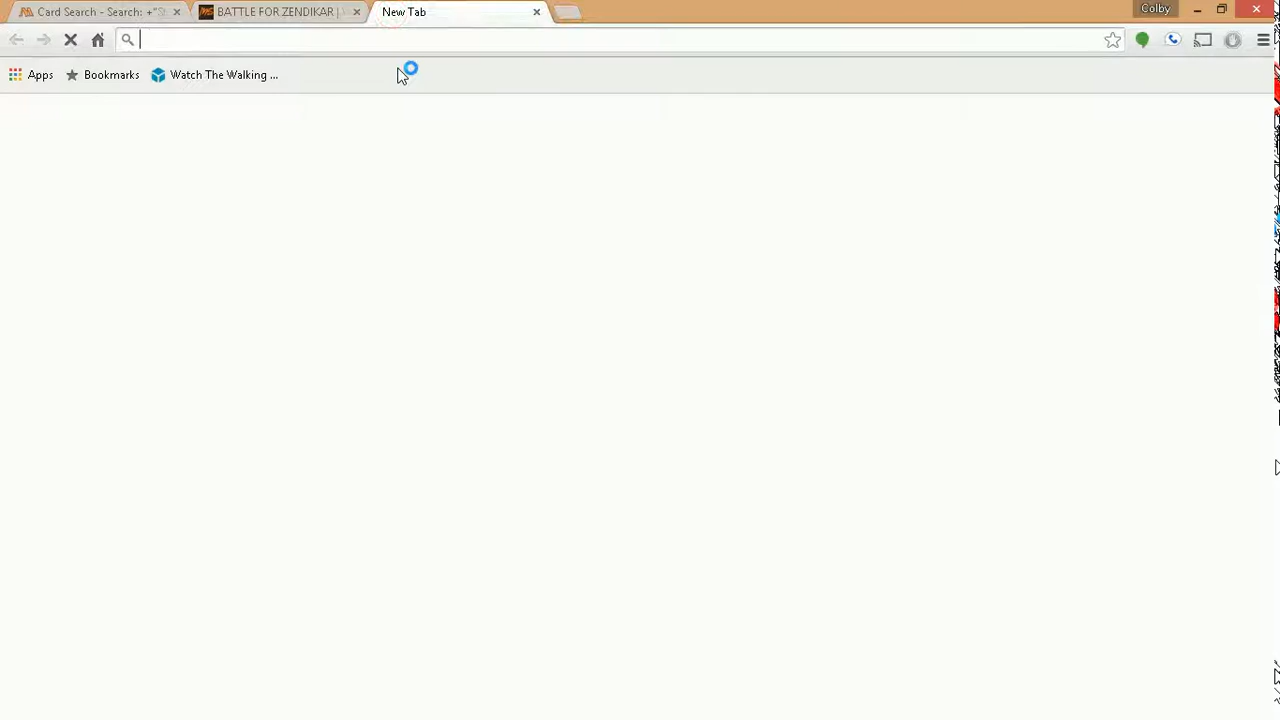 Card Search - Search: +"S
BATTLE FOR ZENDIKAR |
New Tab
Colby
Apps
Bookmarks
Watch The Walking ...